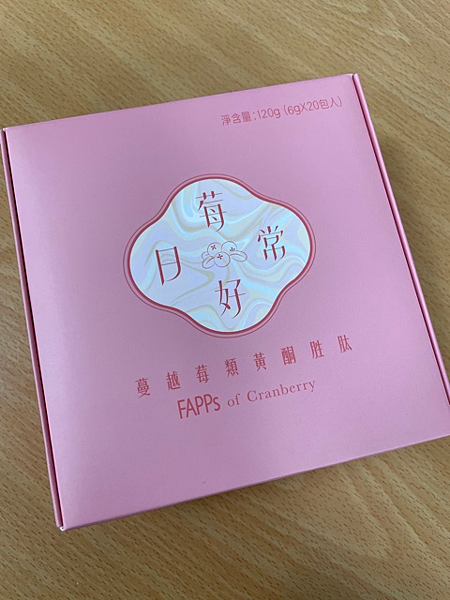 淨含量:120g (6gX20包入)
莓
日 常
好
蔓越莓類黃酮胜肽
FAPPs of Cranberry